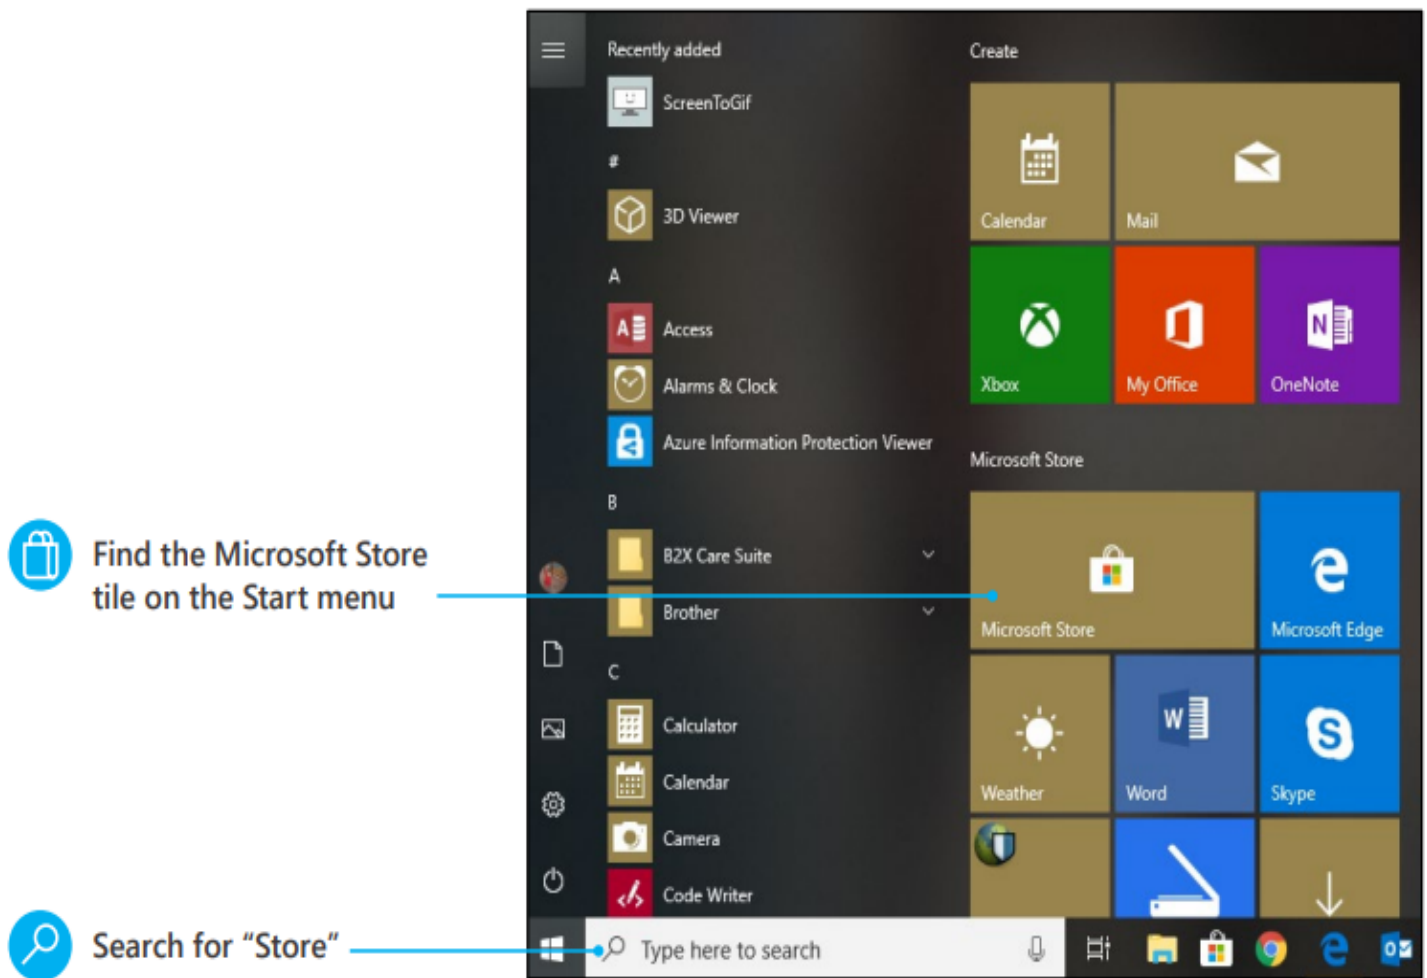 Find the Microsoft Store
tile on the Start menu
Search for “Store”
Recently added
ScreenToGif
#
3D Viewer
A
Access
Alarms & Clock
Azure Information Protection Viewer
B
B2X Care Suite
Brother
C
Calculator
Calendar
Camera
Code Writer
Type here to search
Create
Calendar
Mail
Xbox
My Office
OneNote
Microsoft Store
Microsoft Store
Microsoft Edge
Weather
Word
Skype